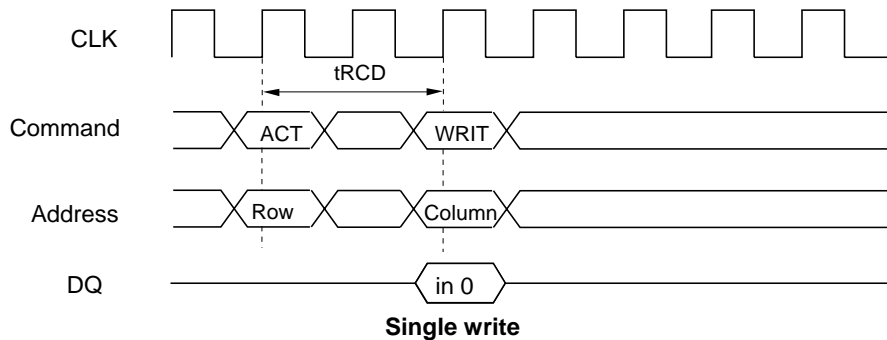 CLK
tRCD
Command ACT WRIT
Address Row Column
DQ in 0
Single write